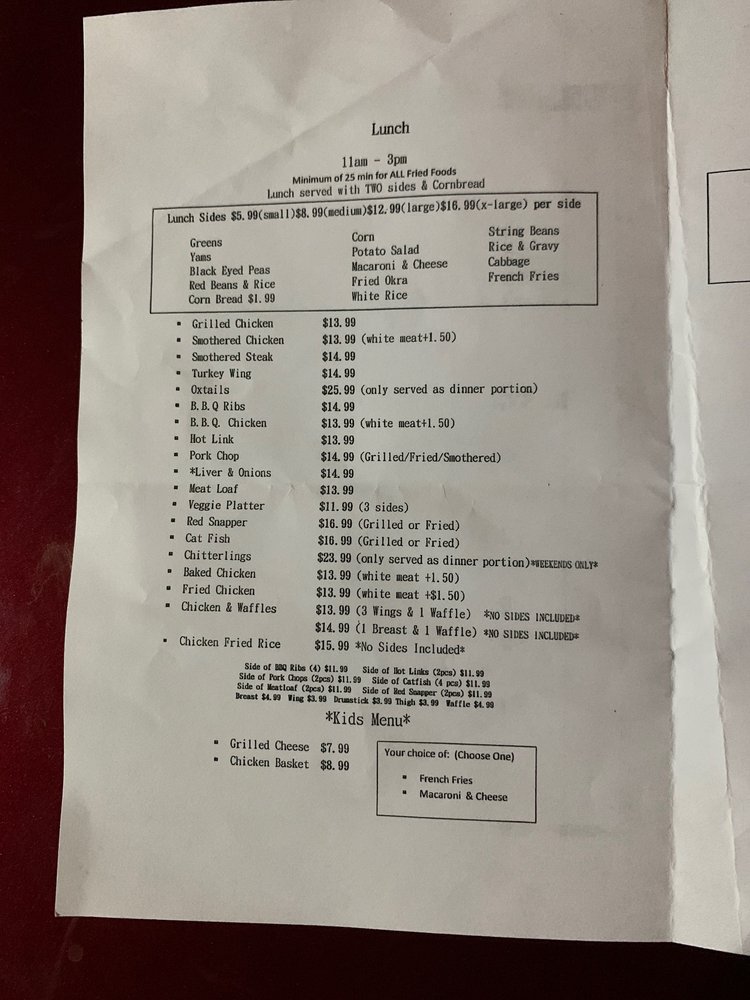 Lunch
11am - 3pm
Minimum of 25 min for ALL Fried Foods
Lunch served with TWO sides & Cornbread
Lunch Sides $5.99(small)$8.99(medium)$12.99(large)$16.99(x-large) per side
Greens
Yams
Black Eyed Peas
Red Beans & Rice
Corn Bread $1.99
Corn
Potato Salad
Macaroni & Cheese
Fried Okra
White Rice
String Beans
Rice & Gravy
Cabbage
French Fries
▪ Grilled Chicken $13.99
▪ Smothered Chicken $13.99 (white meat+1.50)
▪ Smothered Steak $14.99
▪ Turkey Wing $14.99
▪ Oxtails $25.99 (only served as dinner portion)
▪ B.B.Q Ribs $14.99
▪ B.B.Q. Chicken $13.99 (white meat+1.50)
▪ Hot Link $13.99
▪ Pork Chop $14.99 (Grilled/Fried/Smothered)
▪ *Liver & Onions $14.99
▪ Meat Loaf $13.99
▪ Veggie Platter $11.99 (3 sides)
▪ Red Snapper $16.99 (Grilled or Fried)
▪ Cat Fish $16.99 (Grilled or Fried)
▪ Chitterlings $23.99 (only served as dinner portion)*WEEKENDS ONLY*
▪ Baked Chicken $13.99 (white meat +1.50)
▪ Fried Chicken $13.99 (white meat +$1.50)
▪ Chicken & Waffles $13.99 (3 Wings & 1 Waffle) *NO SIDES INCLUDED*
$14.99 (1 Breast & 1 Waffle) *NO SIDES INCLUDED*
▪ Chicken Fried Rice $15.99 *No Sides Included*
Side of BBQ Ribs (4) $11.99 Side of Hot Links (2pcs) $11.99
Side of Pork Chops (2pcs) $11.99 Side of Catfish (4 pcs) $11.99
Side of Meatloaf (2pcs) $11.99 Side of Red Snapper (2pcs) $11.99
Breast $4.99 Wing $3.99 Drumstick $3.99 Thigh $3.99 Waffle $4.99
*Kids Menu*
▪ Grilled Cheese $7.99
▪ Chicken Basket $8.99
Your choice of: (Choose One)
▪ French Fries
▪ Macaroni & Cheese